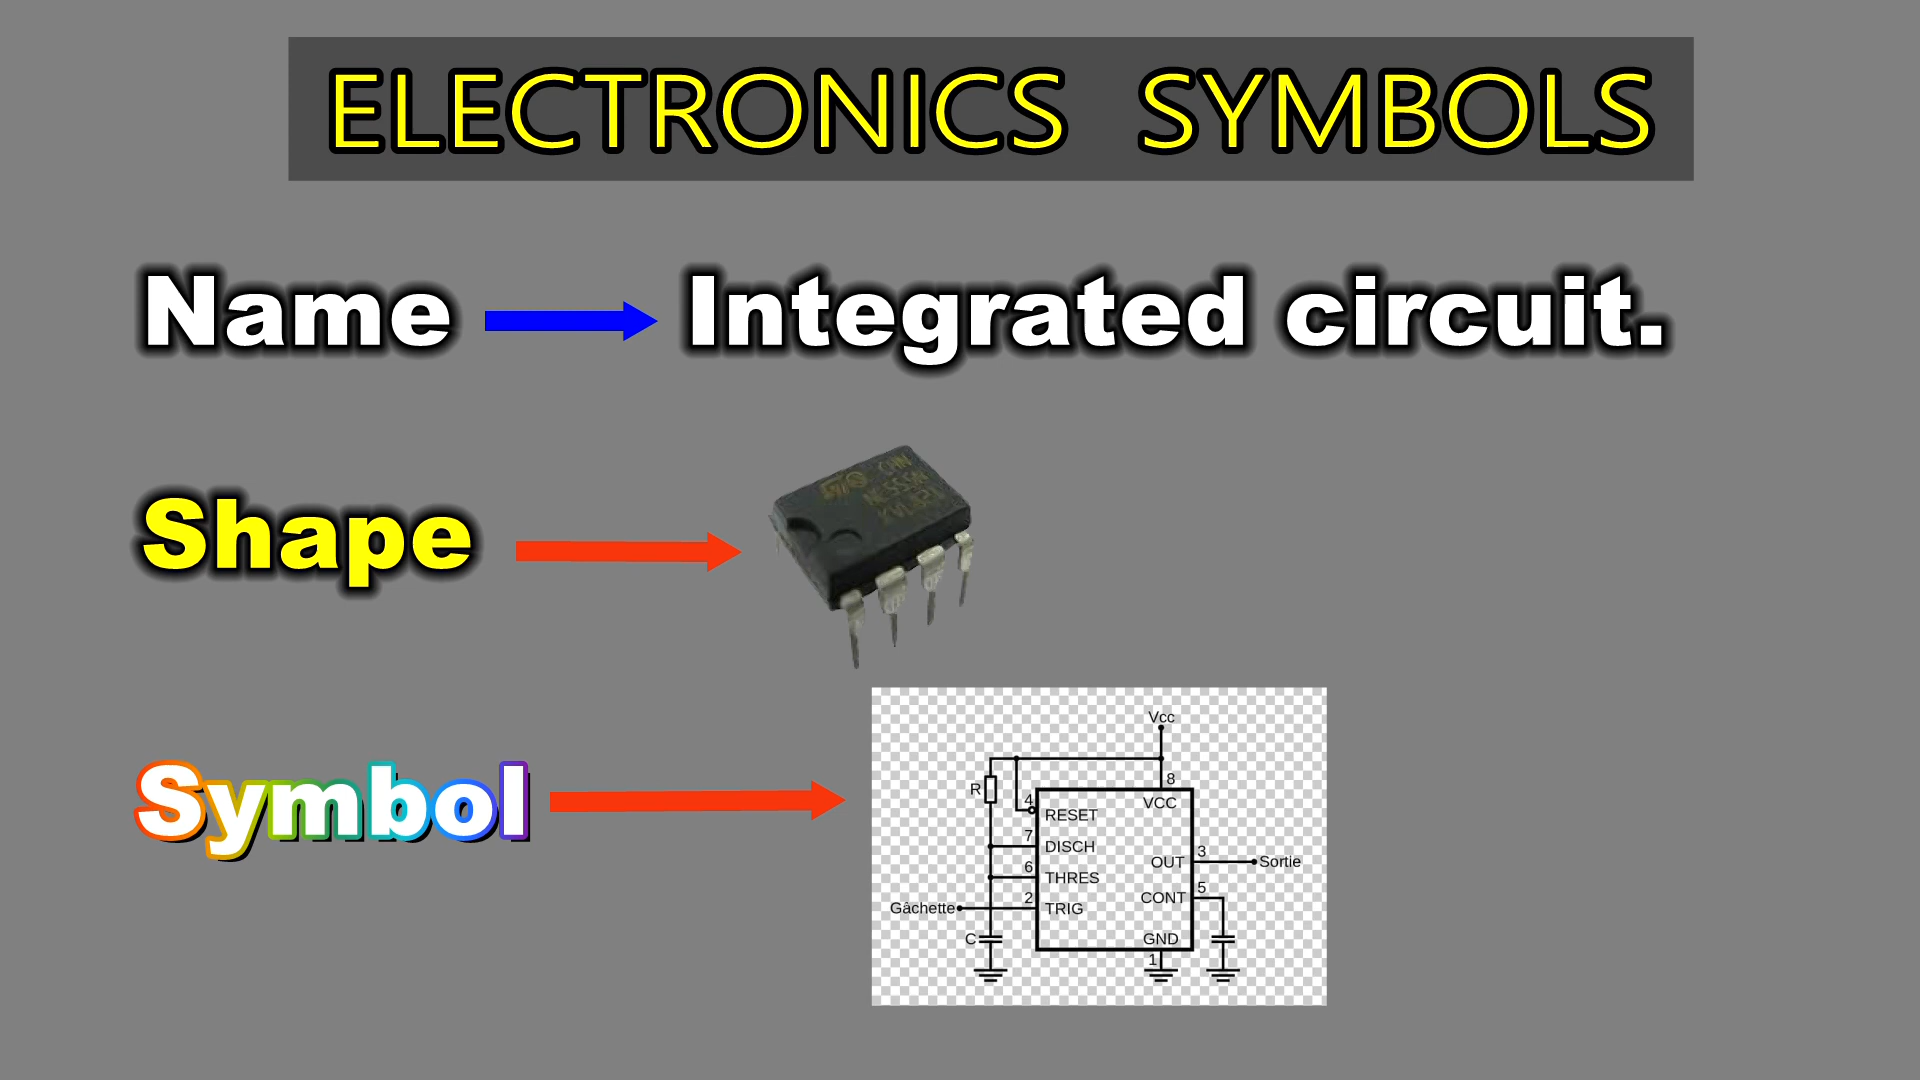 ELECTRONICS SYMBOLS
Name
Integrated circuit.
Shape
Symbol
Vcc
8
VCC
R
4
RESET
7
DISCH
6
THRES
2
Gâchette
TRIG
3
OUT
Sortie
5
CONT
C
GND
1